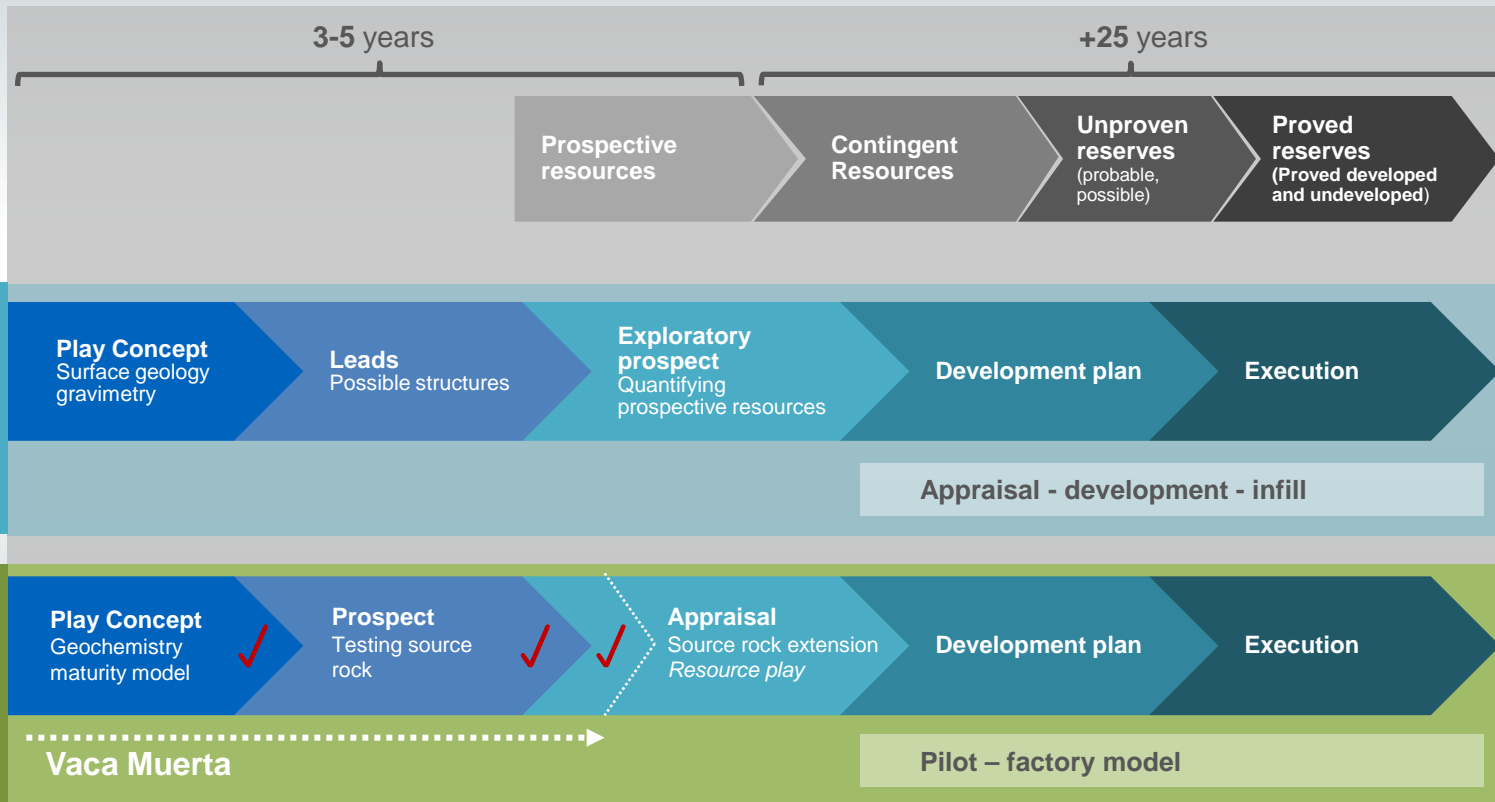 3-5 years
+25 years
Prospective
resources
Contingent
Resources
Unproven
reserves
(probable,
possible)
Proved
reserves
(Proved developed
and undeveloped)
Play Concept
Surface geology
gravimetry
Leads
Possible structures
Exploratory
prospect
Quantifying
prospective resources
Development plan
Execution
Appraisal - development - infill
Play Concept
Geochemistry
maturity model
Prospect
Testing source
rock
Appraisal
Source rock extension
Resource play
Development plan
Execution
Vaca Muerta
Pilot – factory model